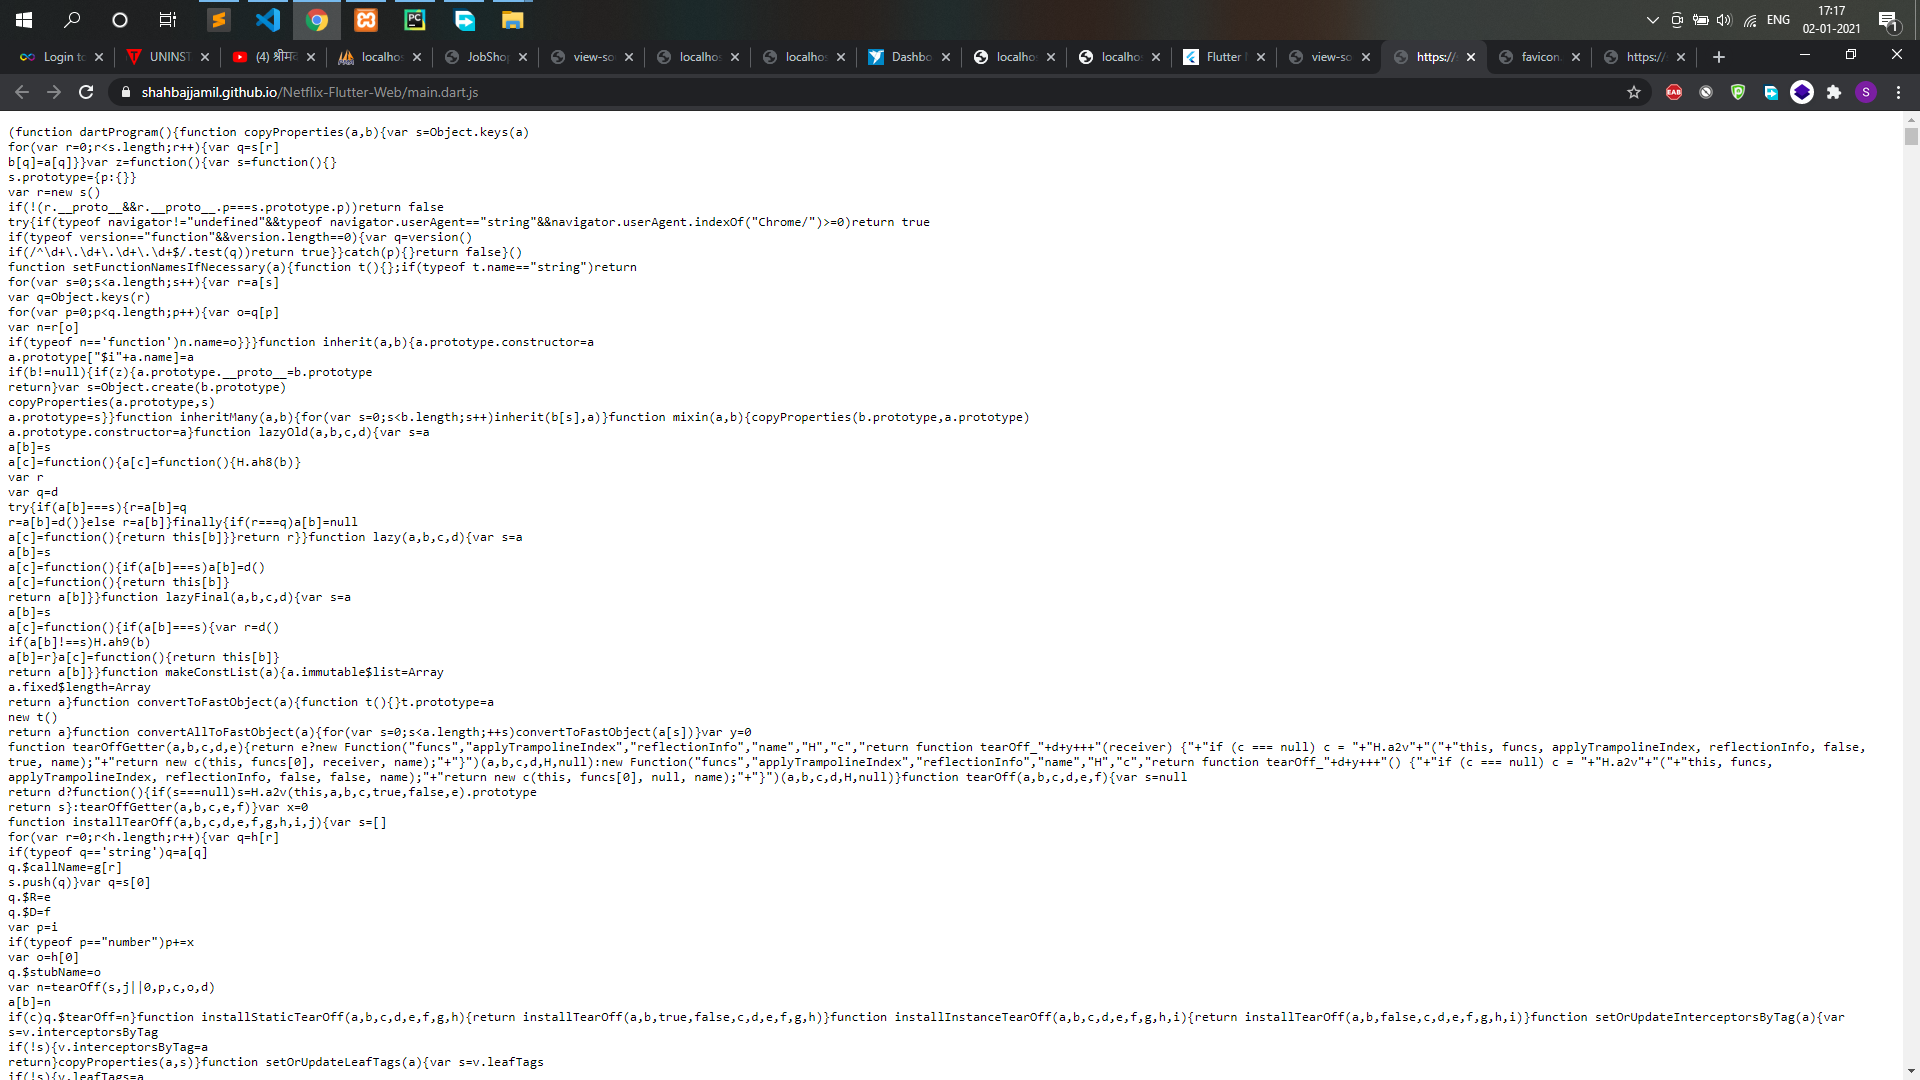 17:17
ENG
02-01-2021
1
Login to
UNINST
(4) श्रीमद
localhos
JobShop
view-so
localhos
localhos
Dashbo
localhos
localhos
Flutter
view-so
https://
favicon.
https://
shahbajjamil.github.io/Netflix-Flutter-Web/main.dart.js
EAB
S
(function dartProgram(){function copyProperties(a,b){var s=Object.keys(a)
for(var r=0;r<s.length;r++){var q=s[r]
b[q]=a[q]}}var z=function(){var s=function(){}
s.prototype={p:{}}
var r=new s()
if(!(r.__proto__&&r.__proto__.p===s.prototype.p))return false
try{if(typeof navigator!="undefined"&&typeof navigator.userAgent=="string"&&navigator.userAgent.indexOf("Chrome/")>=0)return true
if(typeof version=="function"&&version.length==0){var q=version()
if(/^\d+\.\d+\.\d+\.\d+$/.test(q))return true}}catch(p){}return false}()
function setFunctionNamesIfNecessary(a){function t(){};if(typeof t.name=="string")return
for(var s=0;s<a.length;s++){var r=a[s]
var q=Object.keys(r)
for(var p=0;p<q.length;p++){var o=q[p]
var n=r[o]
if(typeof n=='function')n.name=o}}}function inherit(a,b){a.prototype.constructor=a
a.prototype["$i"+a.name]=a
if(b!=null){if(z){a.prototype.__proto__=b.prototype
return}var s=Object.create(b.prototype)
copyProperties(a.prototype,s)
a.prototype=s}}function inheritMany(a,b){for(var s=0;s<b.length;s++)inherit(b[s],a)}function mixin(a,b){copyProperties(b.prototype,a.prototype)
a.prototype.constructor=a}function lazyOld(a,b,c,d){var s=a
a[b]=s
a[c]=function(){a[c]=function(){H.ah8(b)}
var r
var q=d
try{if(a[b]===s){r=a[b]=q
r=a[b]=d()}else r=a[b]}finally{if(r===q)a[b]=null
a[c]=function(){return this[b]}}return r}}function lazy(a,b,c,d){var s=a
a[b]=s
a[c]=function(){if(a[b]===s)a[b]=d()
a[c]=function(){return this[b]}
return a[b]}}function lazyFinal(a,b,c,d){var s=a
a[b]=s
a[c]=function(){if(a[b]===s){var r=d()
if(a[b]!==s)H.ah9(b)
a[b]=r}a[c]=function(){return this[b]}
return a[b]}}function makeConstList(a){a.immutable$list=Array
a.fixed$length=Array
return a}function convertToFastObject(a){function t(){}t.prototype=a
new t()
return a}function convertAllToFastObject(a){for(var s=0;s<a.length;++s)convertToFastObject(a[s])}var y=0
function tearOffGetter(a,b,c,d,e){return e?new Function("funcs","applyTrampolineIndex","reflectionInfo","name","H","c","return function tearOff_"+d+y+++"(receiver) {"+"if (c === null) c = "+"H.a2v"+"("+"this, funcs, applyTrampolineIndex, reflectionInfo, false,
true, name);"+"return new c(this, funcs[0], receiver, name);"+"}")(a,b,c,d,H,null):new Function("funcs","applyTrampolineIndex","reflectionInfo","name","H","c","return function tearOff_"+d+y+++"() {"+"if (c === null) c = "+"H.a2v"+"("+"this, funcs,
applyTrampolineIndex, reflectionInfo, false, false, name);"+"return new c(this, funcs[0], null, name);"+"}")(a,b,c,d,H,null)}function tearOff(a,b,c,d,e,f){var s=null
return d?function(){if(s===null)s=H.a2v(this,a,b,c,true,false,e).prototype
return s}:tearOffGetter(a,b,c,e,f)}var x=0
function installTearOff(a,b,c,d,e,f,g,h,i,j){var s=[]
for(var r=0;r<h.length;r++){var q=h[r]
if(typeof q=='string')q=a[q]
q.$callName=g[r]
s.push(q)}var q=s[0]
q.$R=e
q.$D=f
var p=i
if(typeof p=="number")p+=x
var o=h[0]
q.$stubName=o
var n=tearOff(s,j||0,p,c,o,d)
a[b]=n
if(c)q.$tearOff=n}function installStaticTearOff(a,b,c,d,e,f,g,h){return installTearOff(a,b,true,false,c,d,e,f,g,h)}function installInstanceTearOff(a,b,c,d,e,f,g,h,i){return installTearOff(a,b,false,c,d,e,f,g,h,i)}function setOrUpdateInterceptorsByTag(a){var
s=v.interceptorsByTag
if(!s){v.interceptorsByTag=a
return}copyProperties(a,s)}function setOrUpdateLeafTags(a){var s=v.leafTags
if(!s){v.leafTags=a